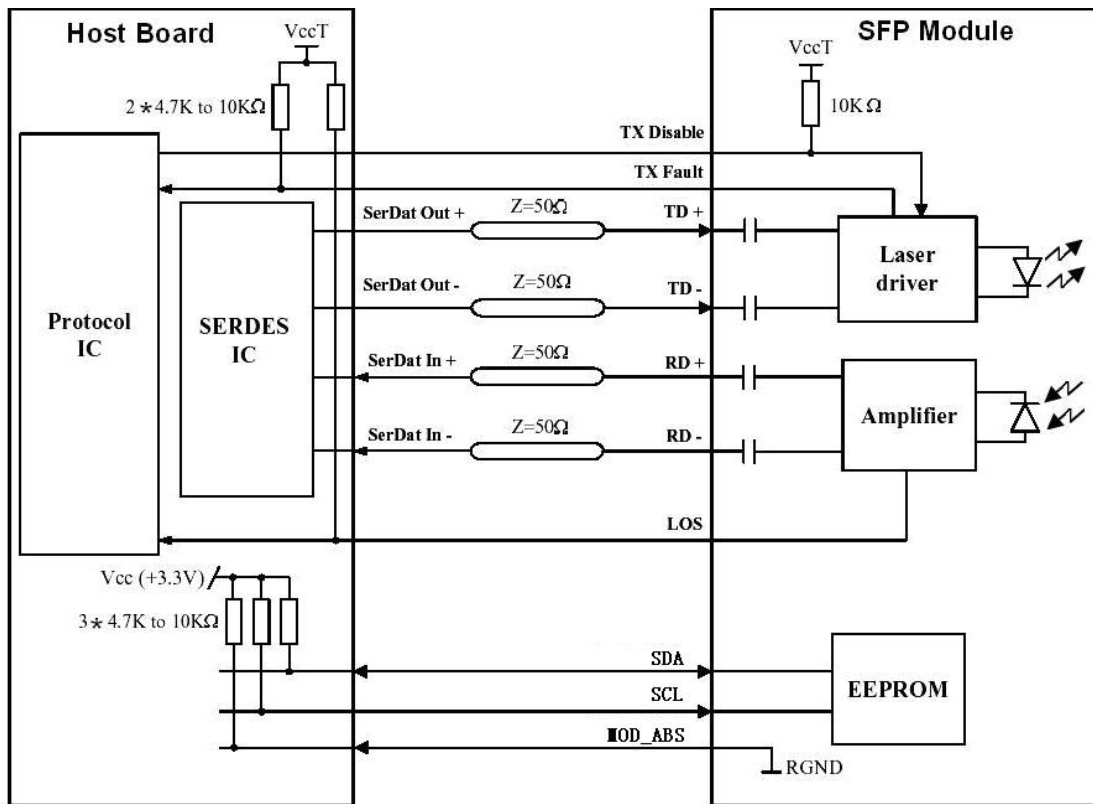 Host Board
SFP Module
VccT
VccT
2*4.7K to 10KΩ
10KΩ
TX Disable
TX Fault
SerDat Out +
Z=50Ω
TD +
SerDat Out -
Z=50Ω
TD -
Laser
driver
Protocol
IC
SERDES
IC
SerDat In +
Z=50Ω
RD +
SerDat In -
Z=50Ω
RD -
Amplifier
LOS
Vcc (+3.3V)
3*4.7K to 10KΩ
SDA
SCL
MOD_ABS
EEPROM
RGND